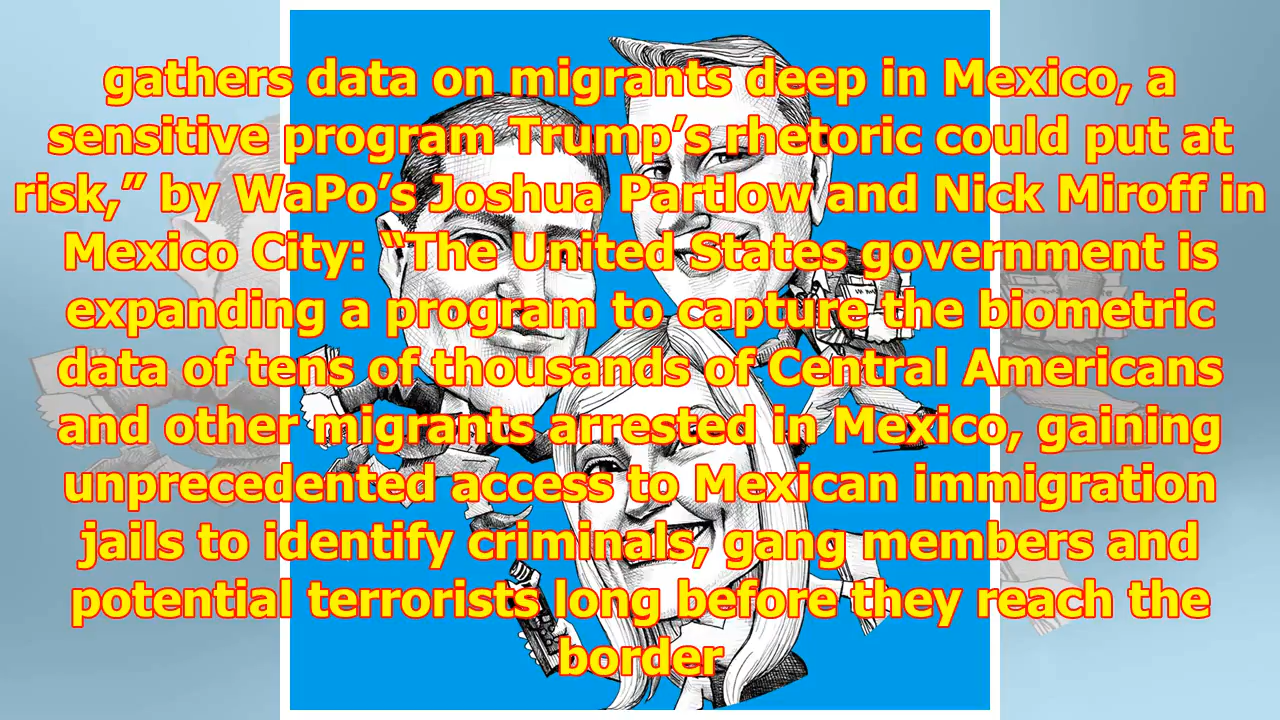 gathers data on migrants deep in Mexico, a
sensitive program Trump’s rhetoric could put at
risk,” by WaPo’s Joshua Partlow and Nick Miroff in
Mexico City: “The United States government is
expanding a program to capture the biometric
data of tens of thousands of Central Americans
and other migrants arrested in Mexico, gaining
unprecedented access to Mexican immigration
jails to identify criminals, gang members and
potential terrorists long before they reach the
border